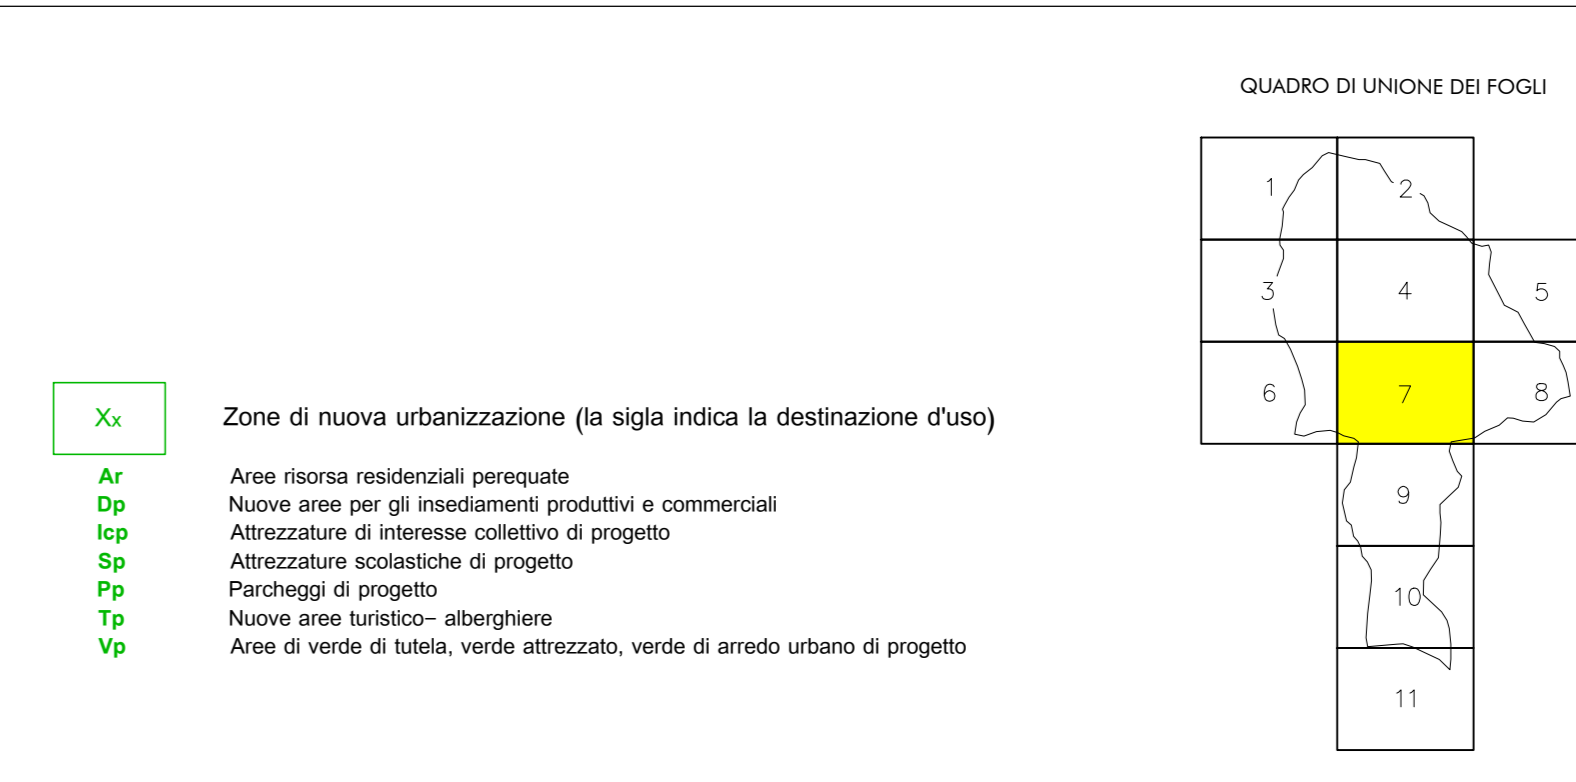 QUADRO DI UNIONE DEI FOGLI
1 2
3 4 5
6 7 8
9
10
11
Xx Zone di nuova urbanizzazione (la sigla indica la destinazione d'uso)
Ar Aree risorsa residenziali perequate
Dp Nuove aree per gli insediamenti produttivi e commerciali
Icp Attrezzature di interesse collettivo di progetto
Sp Attrezzature scolastiche di progetto
Pp Parcheggi di progetto
Tp Nuove aree turistico– alberghiere
Vp Aree di verde di tutela, verde attrezzato, verde di arredo urbano di progetto